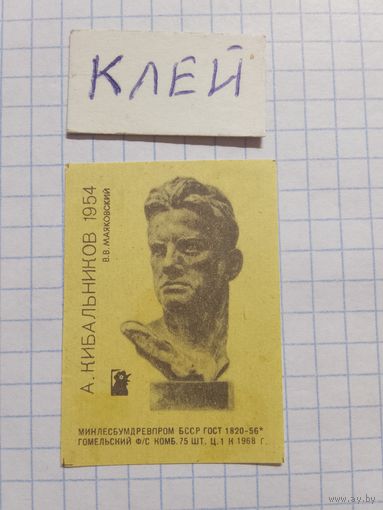 КЛЕЙ
А. КИБАЛЬНИКОВ 1954
В.В. МАЯКОВСКИЙ
МИНЛЕСБУМДРЕВПРОМ БССР ГОСТ 1820-56*
ГОМЕЛЬСКИЙ Ф/С КОМБ. 75 ШТ. Ц. 1 К 1968 Г.
www.ay.by